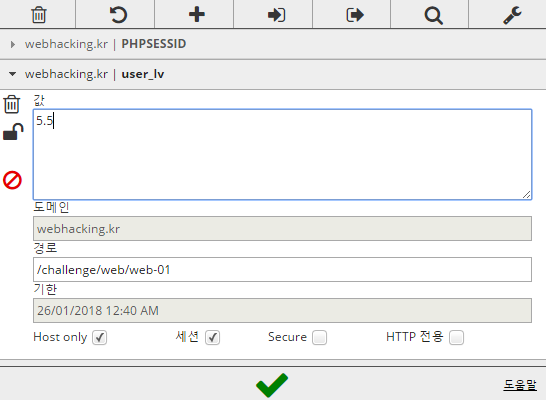 webhacking.kr | PHPSESSID
webhacking.kr | user_lv
값
5.5
도메인
webhacking.kr
경로
/challenge/web/web-01
기한
26/01/2018 12:40 AM
Host only 세션 Secure HTTP 전용
도움말